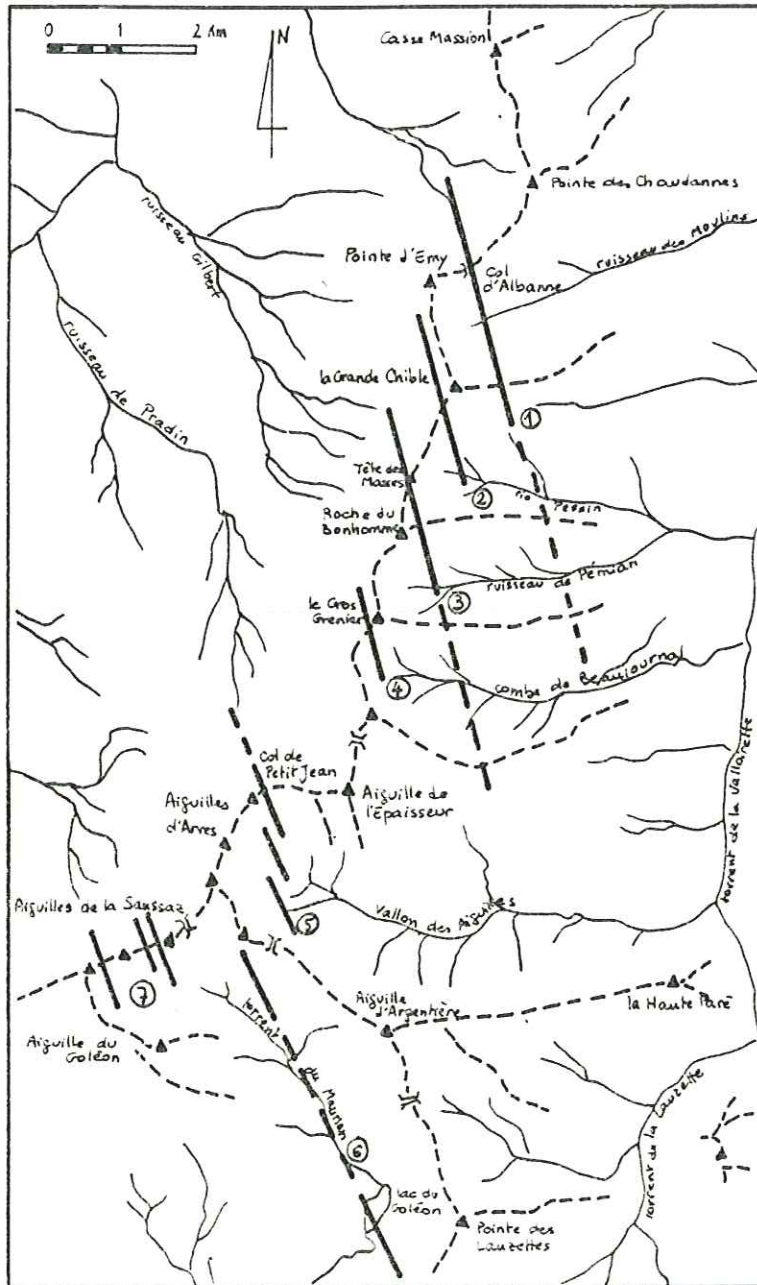 0 1 2 Km
N
Casse Massion
Pointe des Chaudannes
ruisseau Gilbert
ruisseau des Moulins
Pointe d'Emy
Col
d'Albanne
ruisseau de Pradin
la Grande Chible
①
Tête des
Masses
②
Pessin
Roche du
Bonhomme
ruisseau de Pémian
③
le Gros
Grenier
④
combe de Beaujournal
Col de
Petit Jean
Aiguille de
l'Epaisseur
Aiguilles
d'Arves
torrent de la Valloirette
Aiguilles de la Saussaz
Vallon des Aiguilles
⑤
⑦
Aiguille
d'Argentière
la Haute Paré
torrent du Maurian
Aiguille du
Goléon
torrent de la Lauzette
⑥
lac du
Goléon
Pointe des
Lauzettes